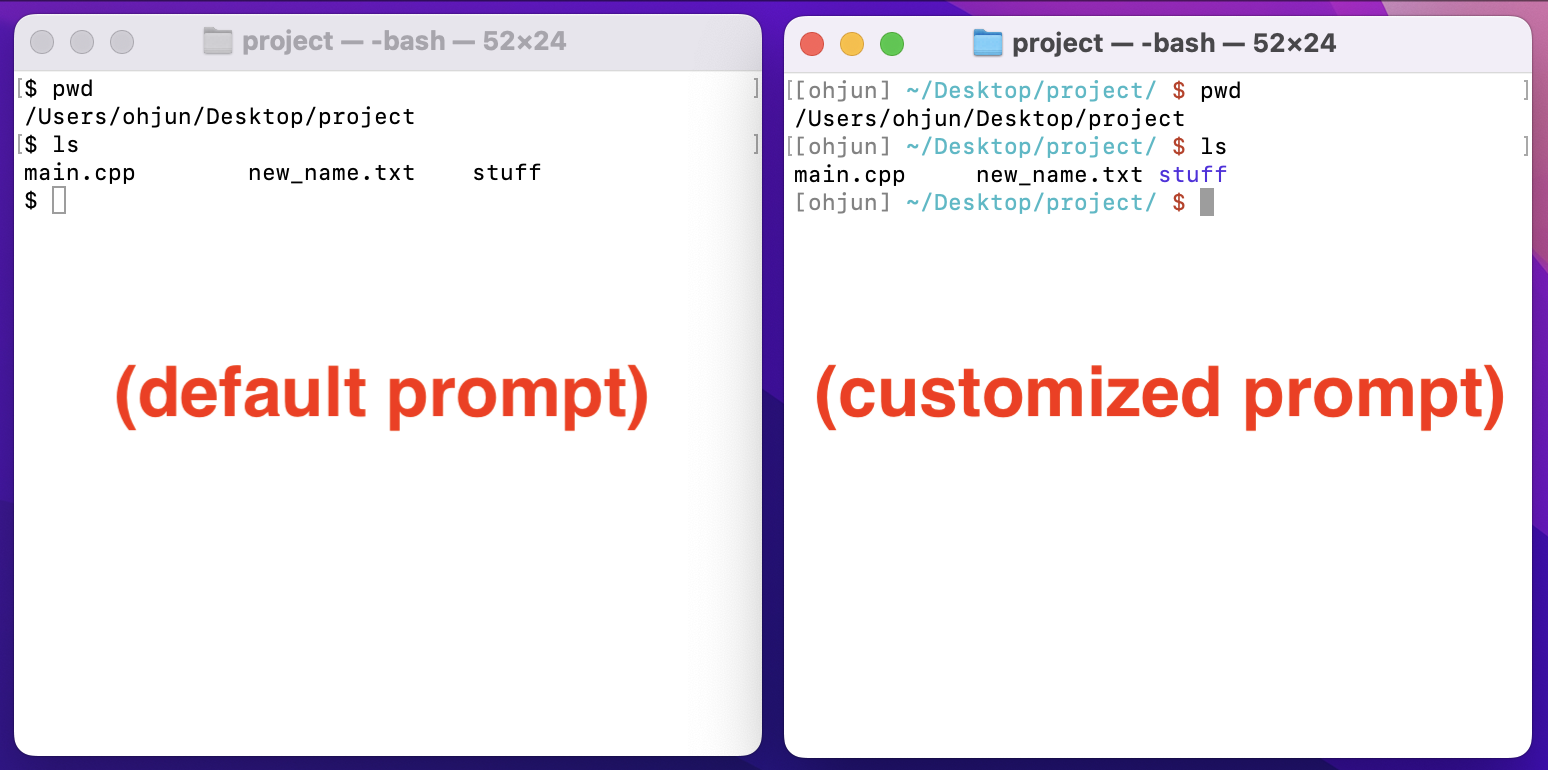 project — -bash — 52×24
[$ pwd ]
/Users/ohjun/Desktop/project
[$ ls ]
main.cpp new_name.txt stuff
$
(default prompt)
project — -bash — 52×24
[[ohjun] ~/Desktop/project/ $ pwd ]
/Users/ohjun/Desktop/project
[[ohjun] ~/Desktop/project/ $ ls ]
main.cpp new_name.txt stuff
[ohjun] ~/Desktop/project/ $
(customized prompt)